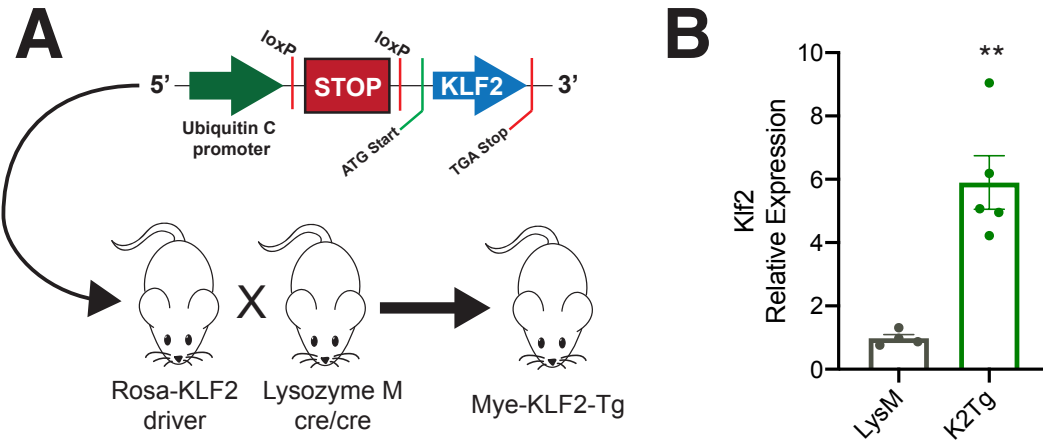 A
loxP
loxP
5’
STOP
KLF2
3’
Ubiquitin C
promoter
ATG Start
TGA Stop
X
Rosa-KLF2
driver
Lysozyme M
cre/cre
Mye-KLF2-Tg
B
**
Klf2
Relative Expression
10
8
6
4
2
0
LysM
K2Tg